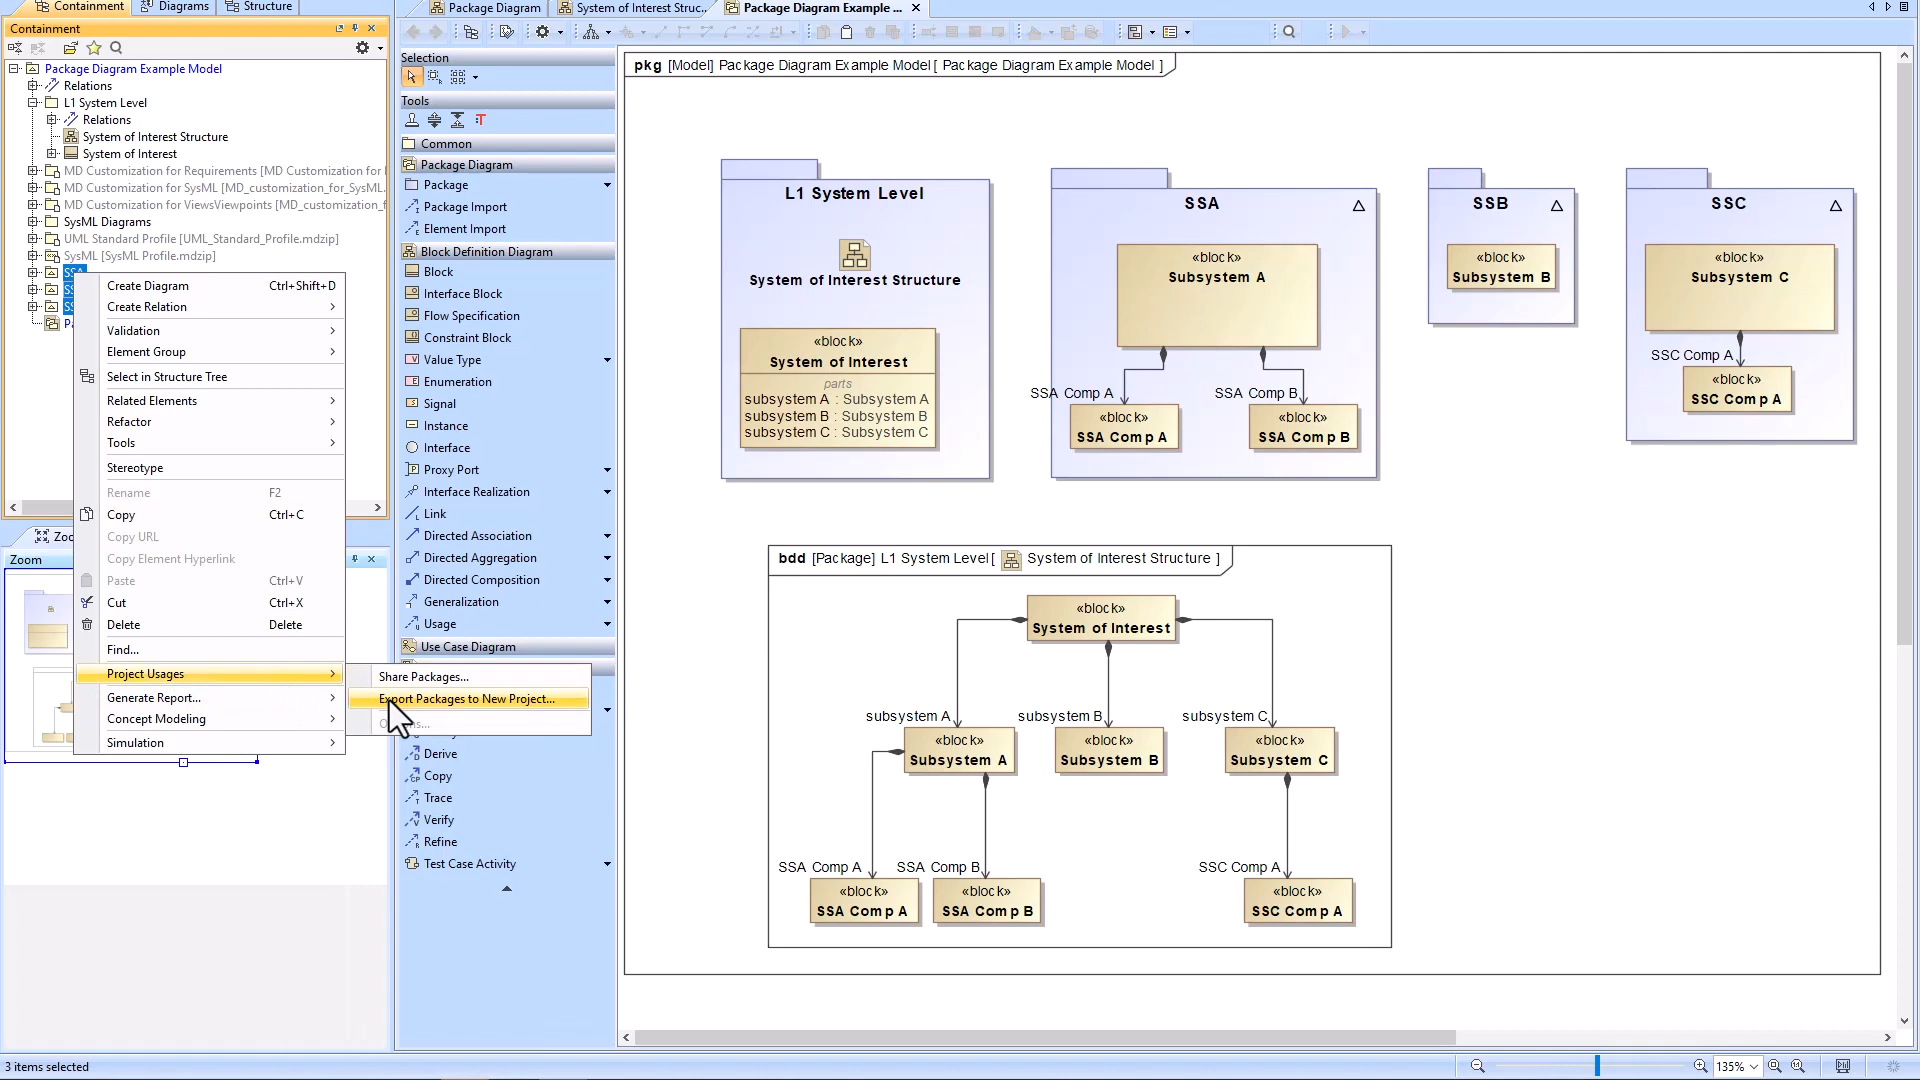 Containment
Diagrams
Structure
Containment
Package Diagram Example Model
Relations
L1 System Level
Relations
System of Interest Structure
System of Interest
MD Customization for Requirements [MD Customization for
MD Customization for SysML [MD_customization_for_SysML.
MD Customization for ViewsViewpoints [MD_customization_f
SysML Diagrams
UML Standard Profile [UML_Standard_Profile.mdzip]
SysML [SysML Profile.mdzip]
SSA
Create Diagram Ctrl+Shift+D
Create Relation
Validation
Element Group
Select in Structure Tree
Related Elements
Refactor
Tools
Stereotype
Rename F2
Copy Ctrl+C
Copy URL
Copy Element Hyperlink
Paste Ctrl+V
Cut Ctrl+X
Delete Delete
Find...
Project Usages
Generate Report...
Concept Modeling
Simulation
Share Packages...
Export Packages to New Project...
Zoom
3 items selected
Package Diagram
System of Interest Struc...
Package Diagram Example ...
Selection
Tools
Common
Package Diagram
Package
Package Import
Element Import
Block Definition Diagram
Block
Interface Block
Flow Specification
Constraint Block
Value Type
Enumeration
Signal
Instance
Interface
Proxy Port
Interface Realization
Link
Directed Association
Directed Aggregation
Directed Composition
Generalization
Usage
Use Case Diagram
Derive
Copy
Trace
Verify
Refine
Test Case Activity
pkg [Model] Package Diagram Example Model [ Package Diagram Example Model ]
L1 System Level
System of Interest Structure
«block»
System of Interest
parts
subsystem A : Subsystem A
subsystem B : Subsystem B
subsystem C : Subsystem C
SSA
«block»
Subsystem A
SSA Comp A
SSA Comp B
«block»
SSA Comp A
«block»
SSA Comp B
SSB
«block»
Subsystem B
SSC
«block»
Subsystem C
SSC Comp A
«block»
SSC Comp A
bdd [Package] L1 System Level [ System of Interest Structure ]
«block»
System of Interest
subsystem A
subsystem B
subsystem C
«block»
Subsystem A
«block»
Subsystem B
«block»
Subsystem C
SSA Comp A
SSA Comp B
SSC Comp A
«block»
SSA Comp A
«block»
SSA Comp B
«block»
SSC Comp A
135%